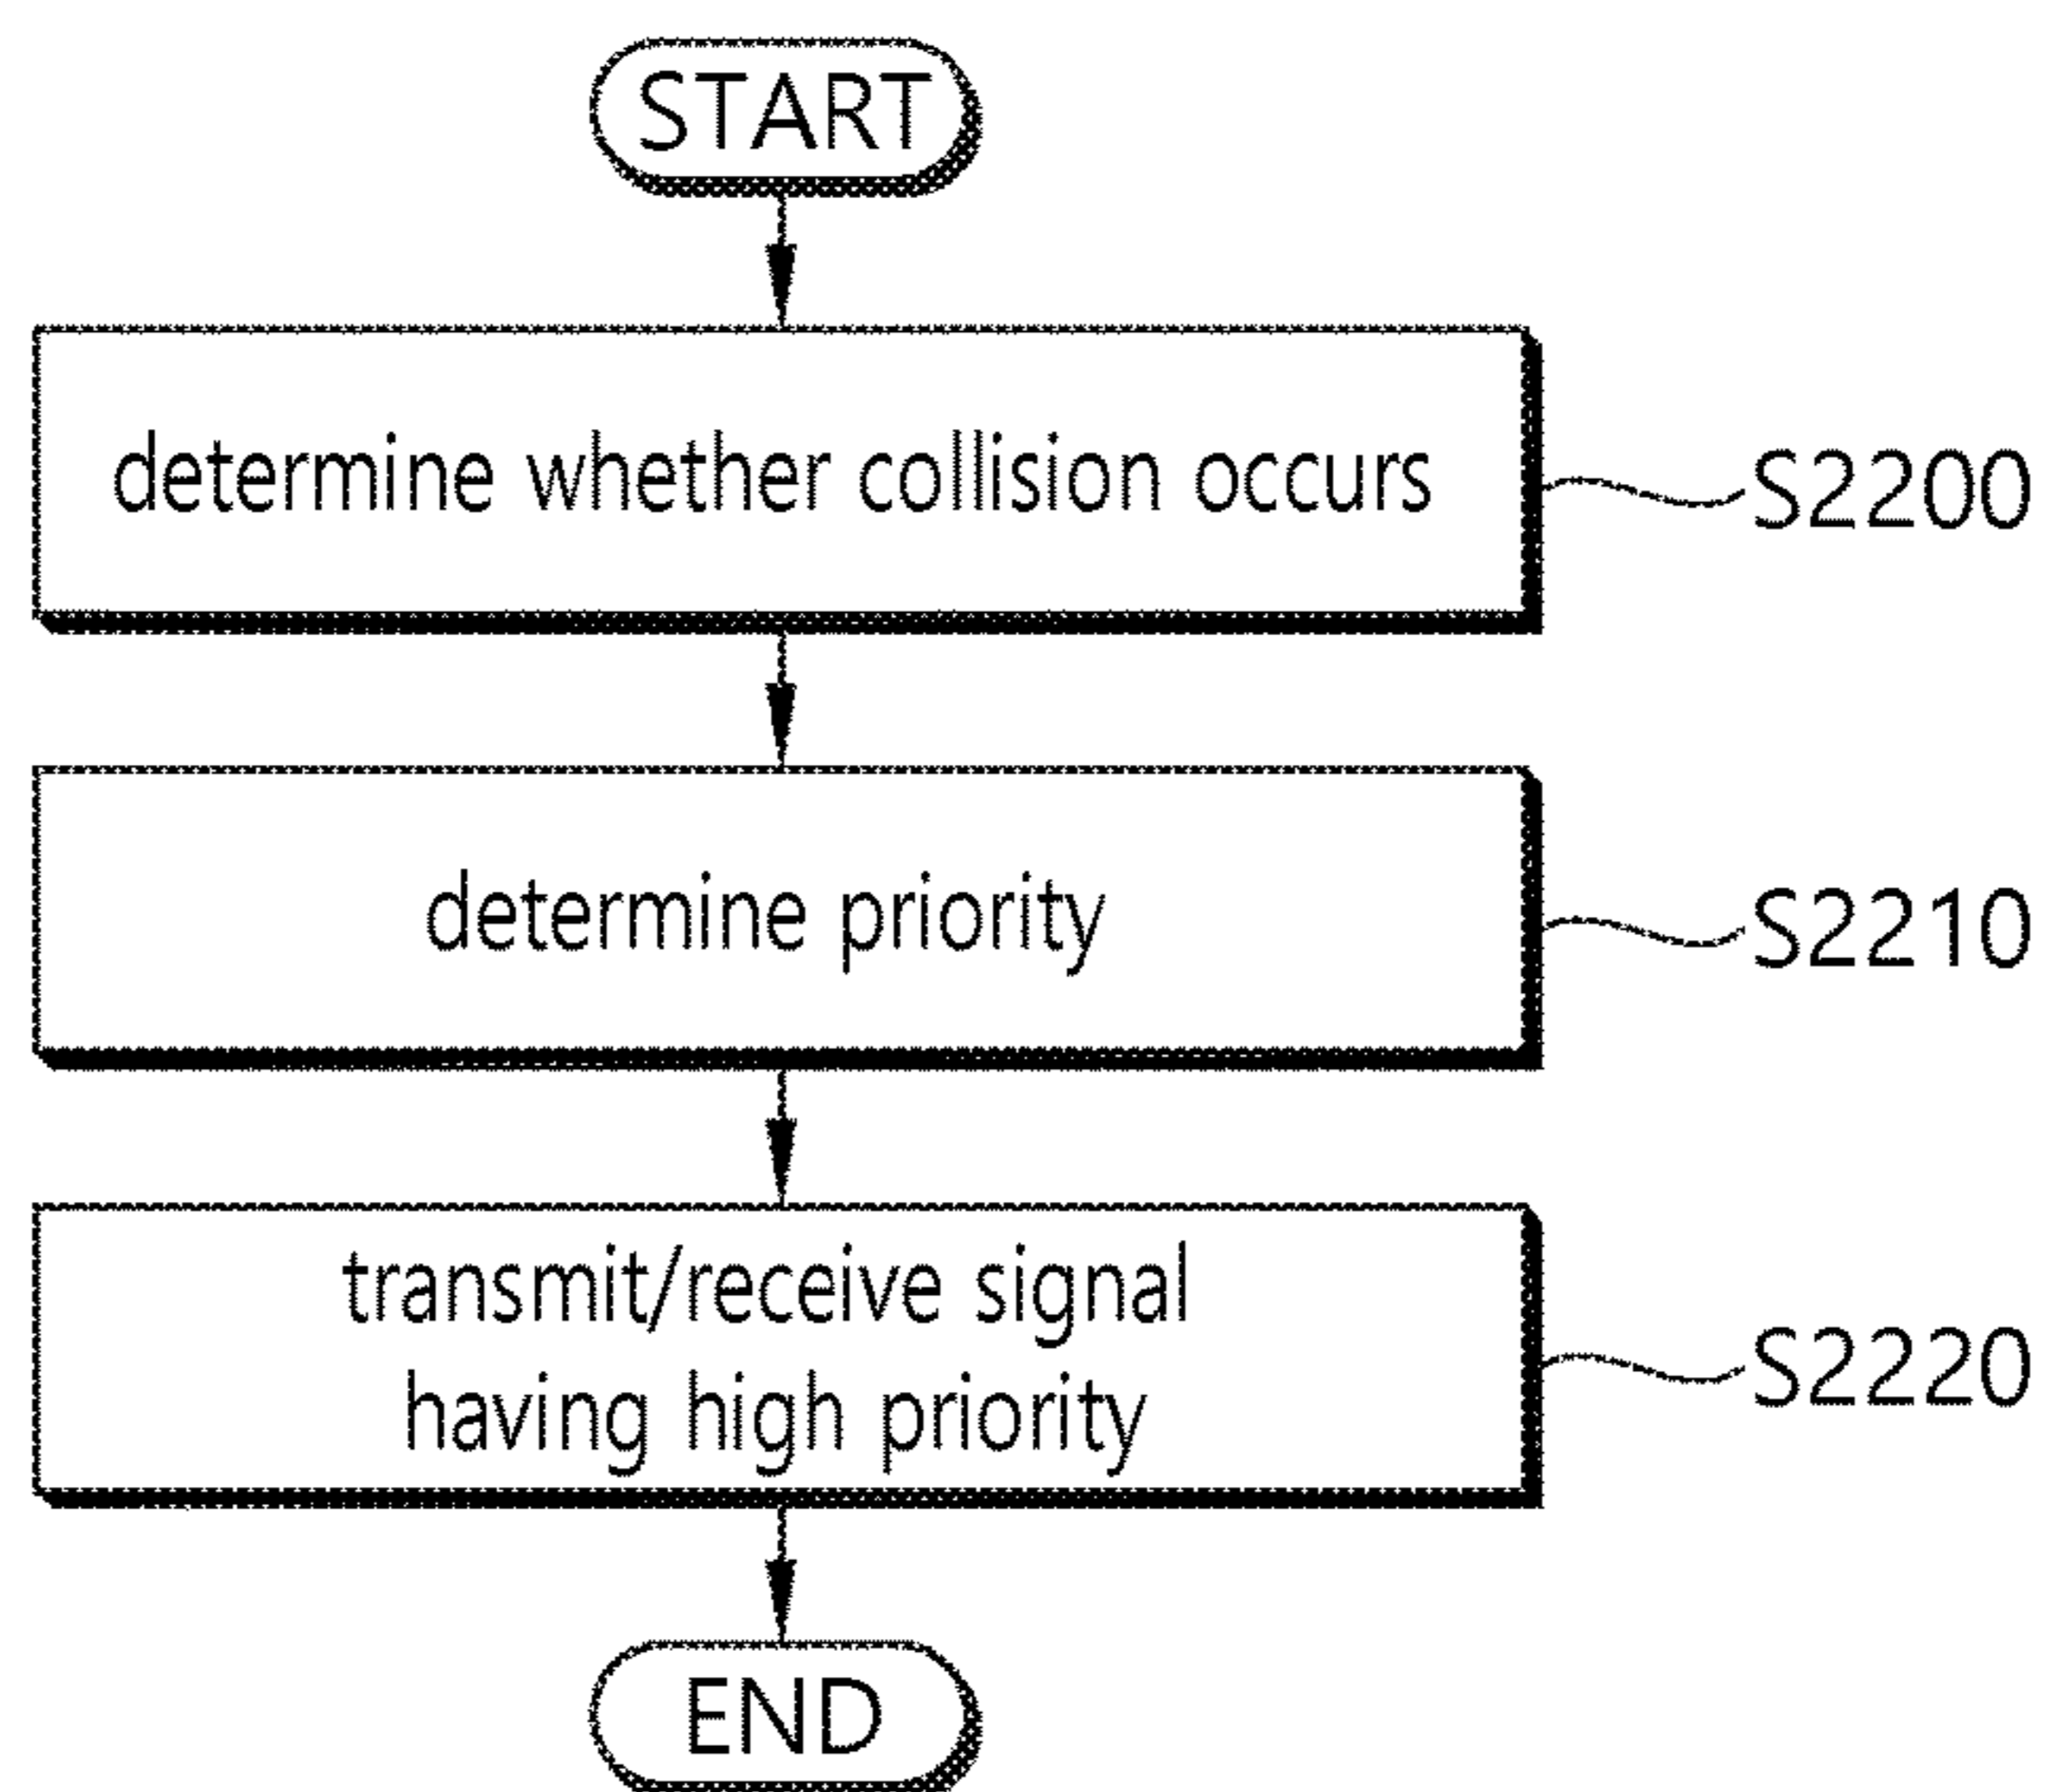 START
determine whether collision occurs
S2200
determine priority
S2210
transmit/receive signal
having high priority
S2220
END